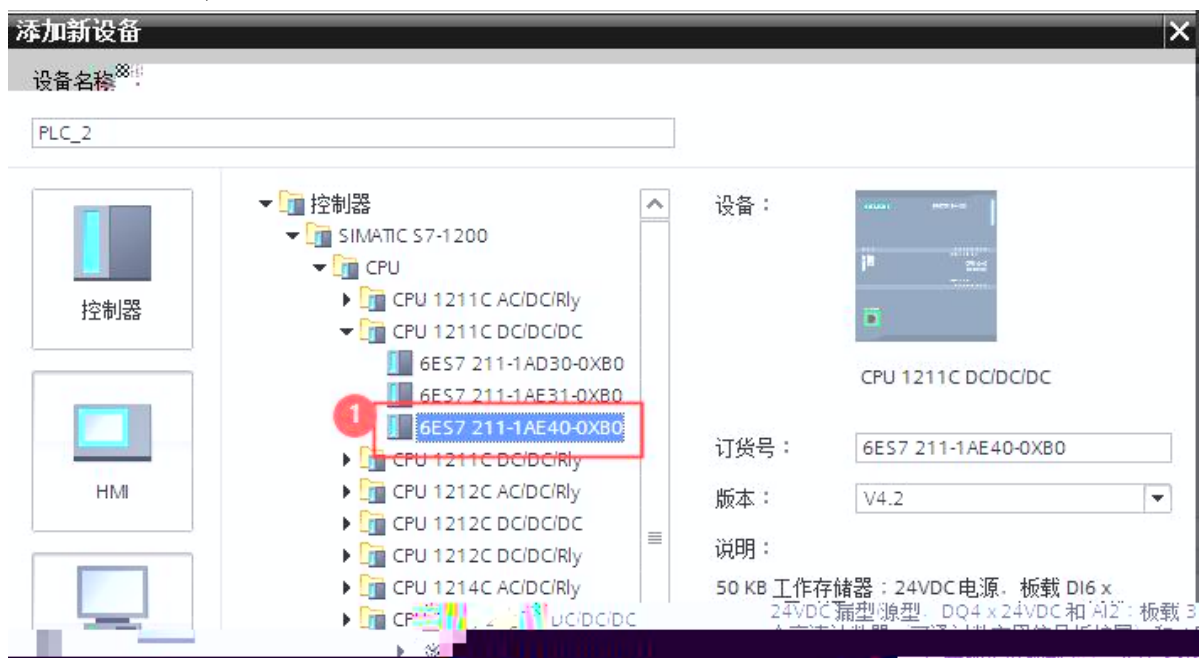 添加新设备
设备名称
PLC_2
控制器
HMI
控制器
SIMATIC S7-1200
CPU
CPU 1211C AC/DC/Rly
CPU 1211C DC/DC/DC
6ES7 211-1AD30-0XB0
6ES7 211-1AE31-0XB0
1
6ES7 211-1AE40-0XB0
CPU 1211C DC/DC/Rly
CPU 1212C AC/DC/Rly
CPU 1212C DC/DC/DC
CPU 1212C DC/DC/Rly
CPU 1214C AC/DC/Rly
DC/DC/DC
设备：
CPU 1211C DC/DC/DC
订货号：
6ES7 211-1AE40-0XB0
版本：
V4.2
说明：
50 KB 工作存储器；24VDC 电源，板载 DI6 x
24VDC 漏型/源型，DQ4 x 24VDC 和 AI2；板载 3